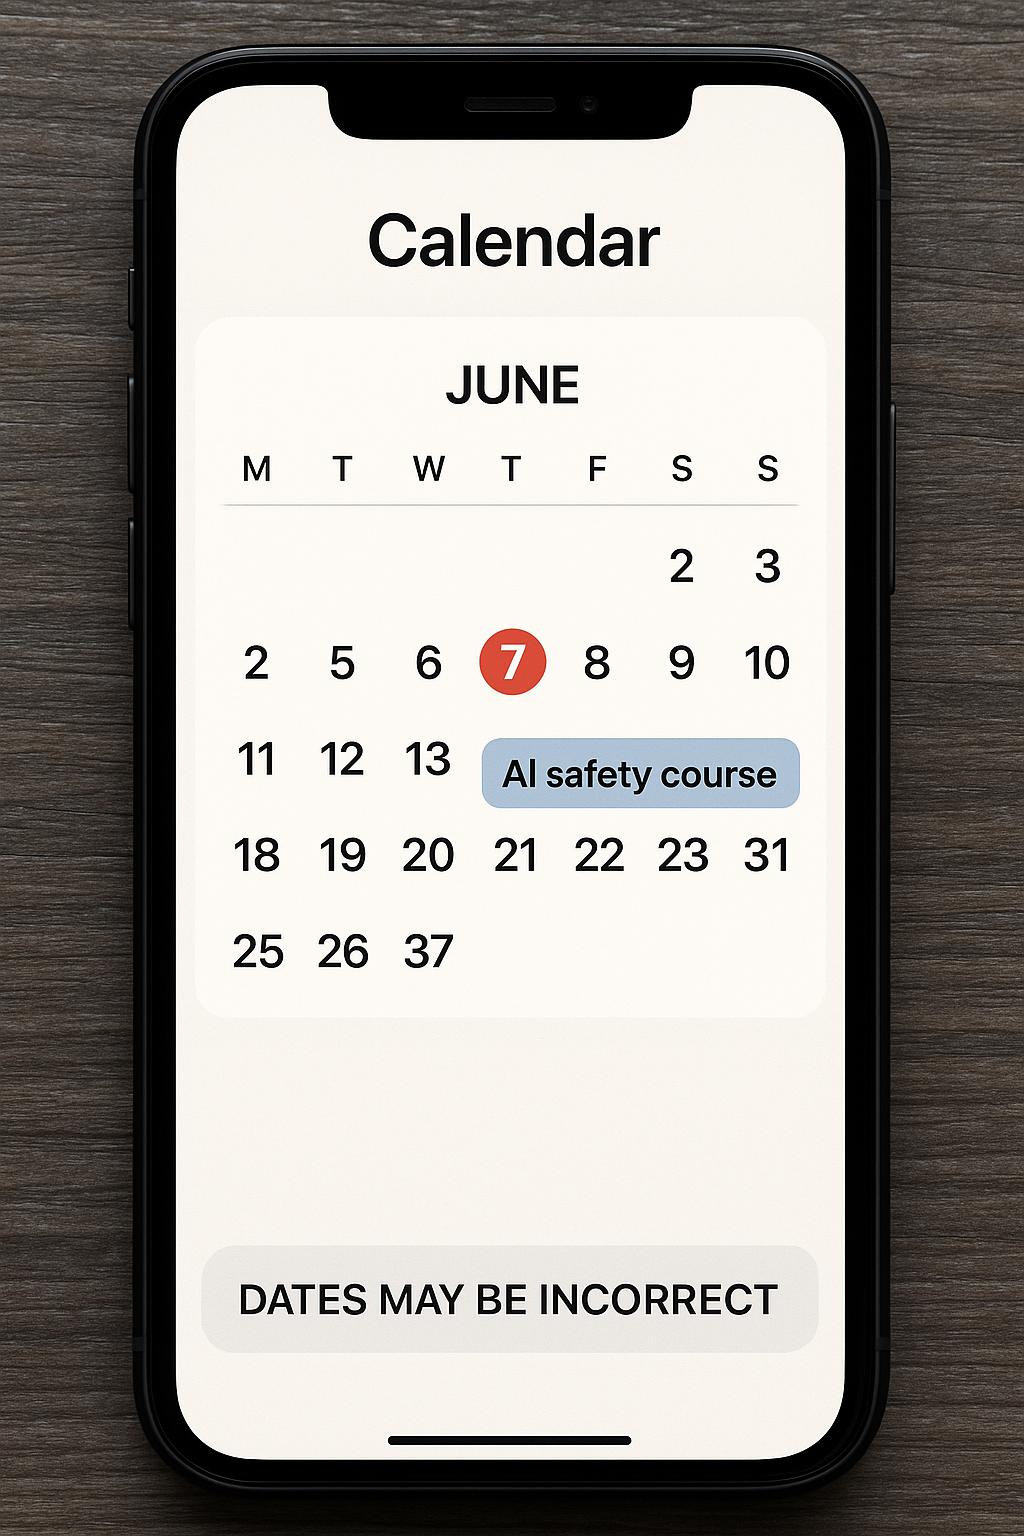 Calendar
JUNE
M T W T F S S
2 3
2 5 6 7 8 9 10
11 12 13 AI safety course
18 19 20 21 22 23 31
25 26 37
DATES MAY BE INCORRECT